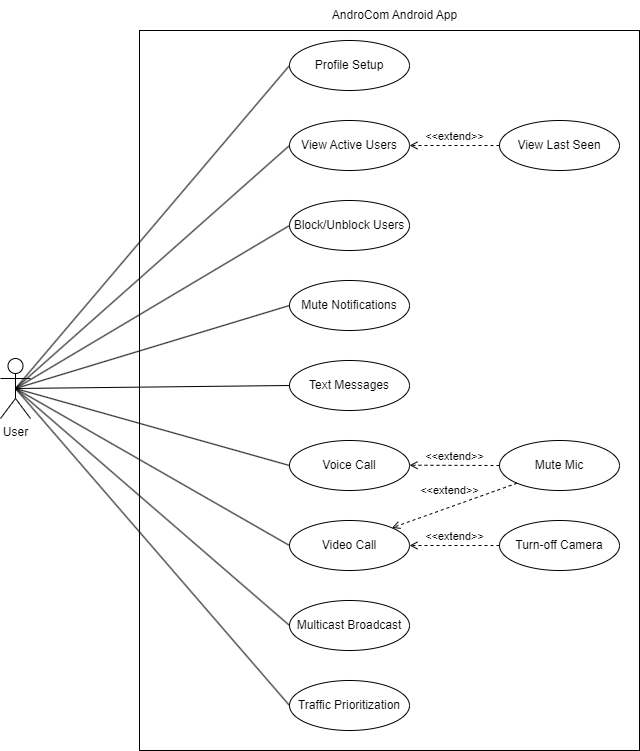 AndroCom Android App
Profile Setup
View Active Users
<<extend>>
View Last Seen
Block/Unblock Users
Mute Notifications
Text Messages
User
Voice Call
<<extend>>
Mute Mic
<<extend>>
Video Call
<<extend>>
Turn-off Camera
Multicast Broadcast
Traffic Prioritization